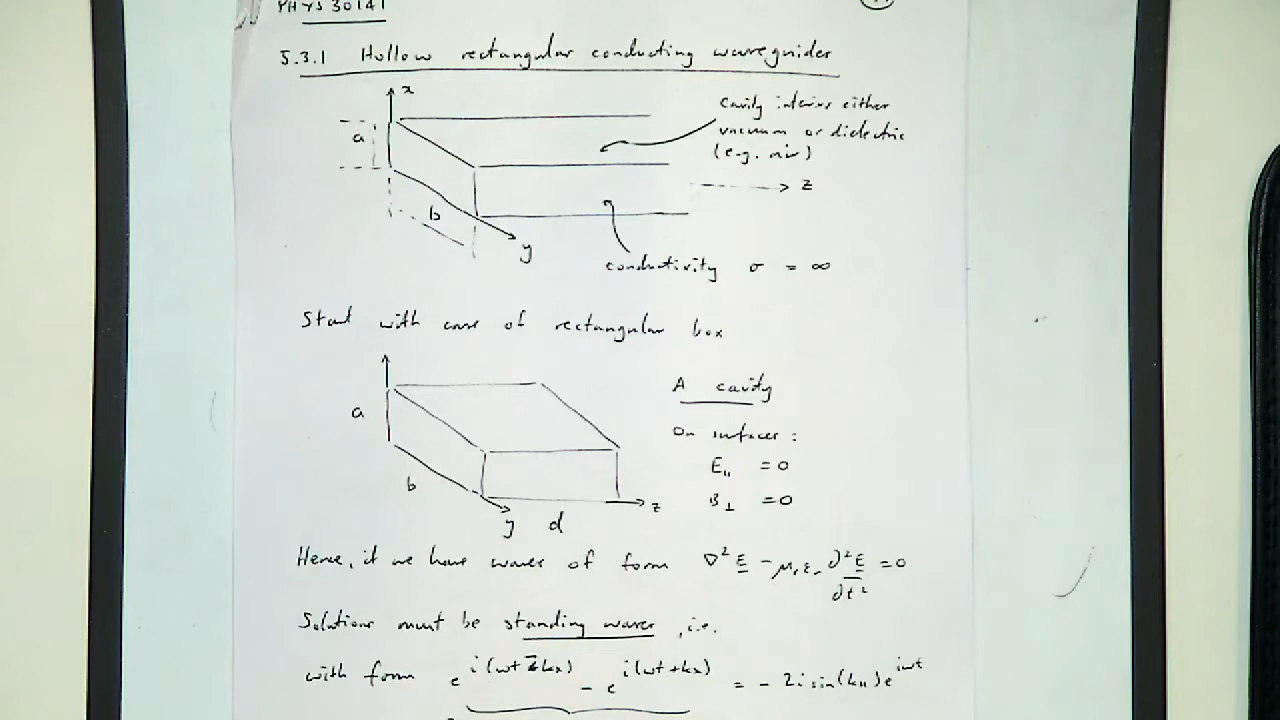 PHYS 30141
5.3.1 Hollow rectangular conducting waveguides
x
a
b
y
z
cavity interior either
vacuum or dielectric
(e.g. air)
conductivity σ = ∞
Start with case of rectangular box
a
b
y
d
z
A cavity
On surfaces :
E∥ = 0
B⊥ = 0
Hence, if we have waves of form ∇²E - μ₀ε₀ ∂²E/∂t² = 0
Solutions must be standing waves, i.e.
with form e^{i(ωt - kx)} - e^{i(ωt + kx)} = - 2i sin(kx) e^{iωt}